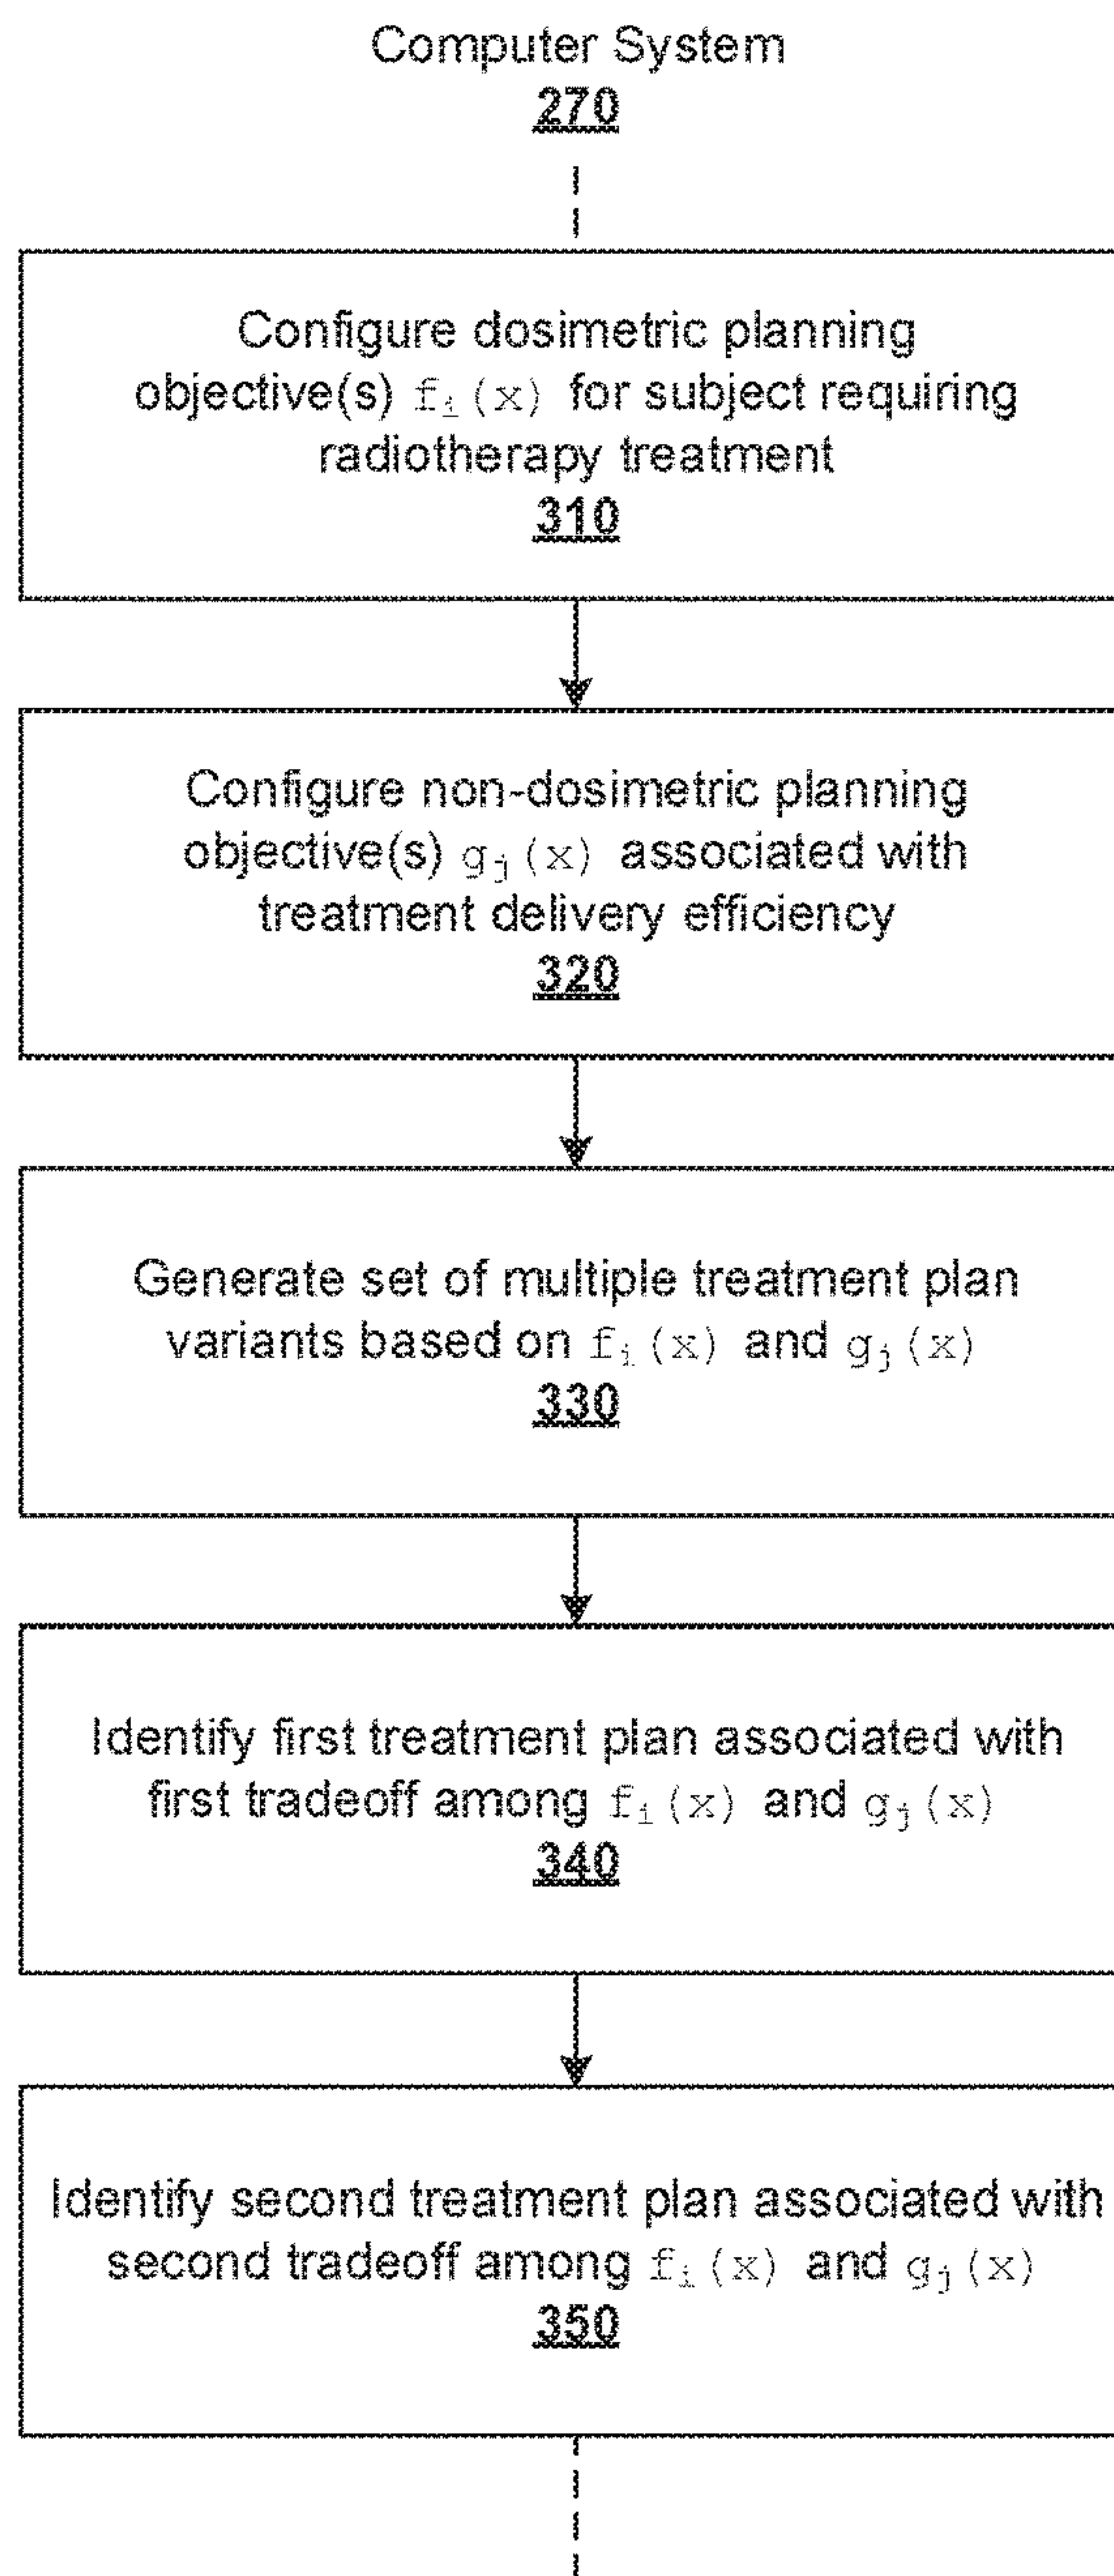 Computer System
270
Configure dosimetric planning
objective(s) fᵢ(x) for subject requiring
radiotherapy treatment
310
Configure non-dosimetric planning
objective(s) gⱼ(x) associated with
treatment delivery efficiency
320
Generate set of multiple treatment plan
variants based on fᵢ(x) and gⱼ(x)
330
Identify first treatment plan associated with
first tradeoff among fᵢ(x) and gⱼ(x)
340
Identify second treatment plan associated with
second tradeoff among fᵢ(x) and gⱼ(x)
350